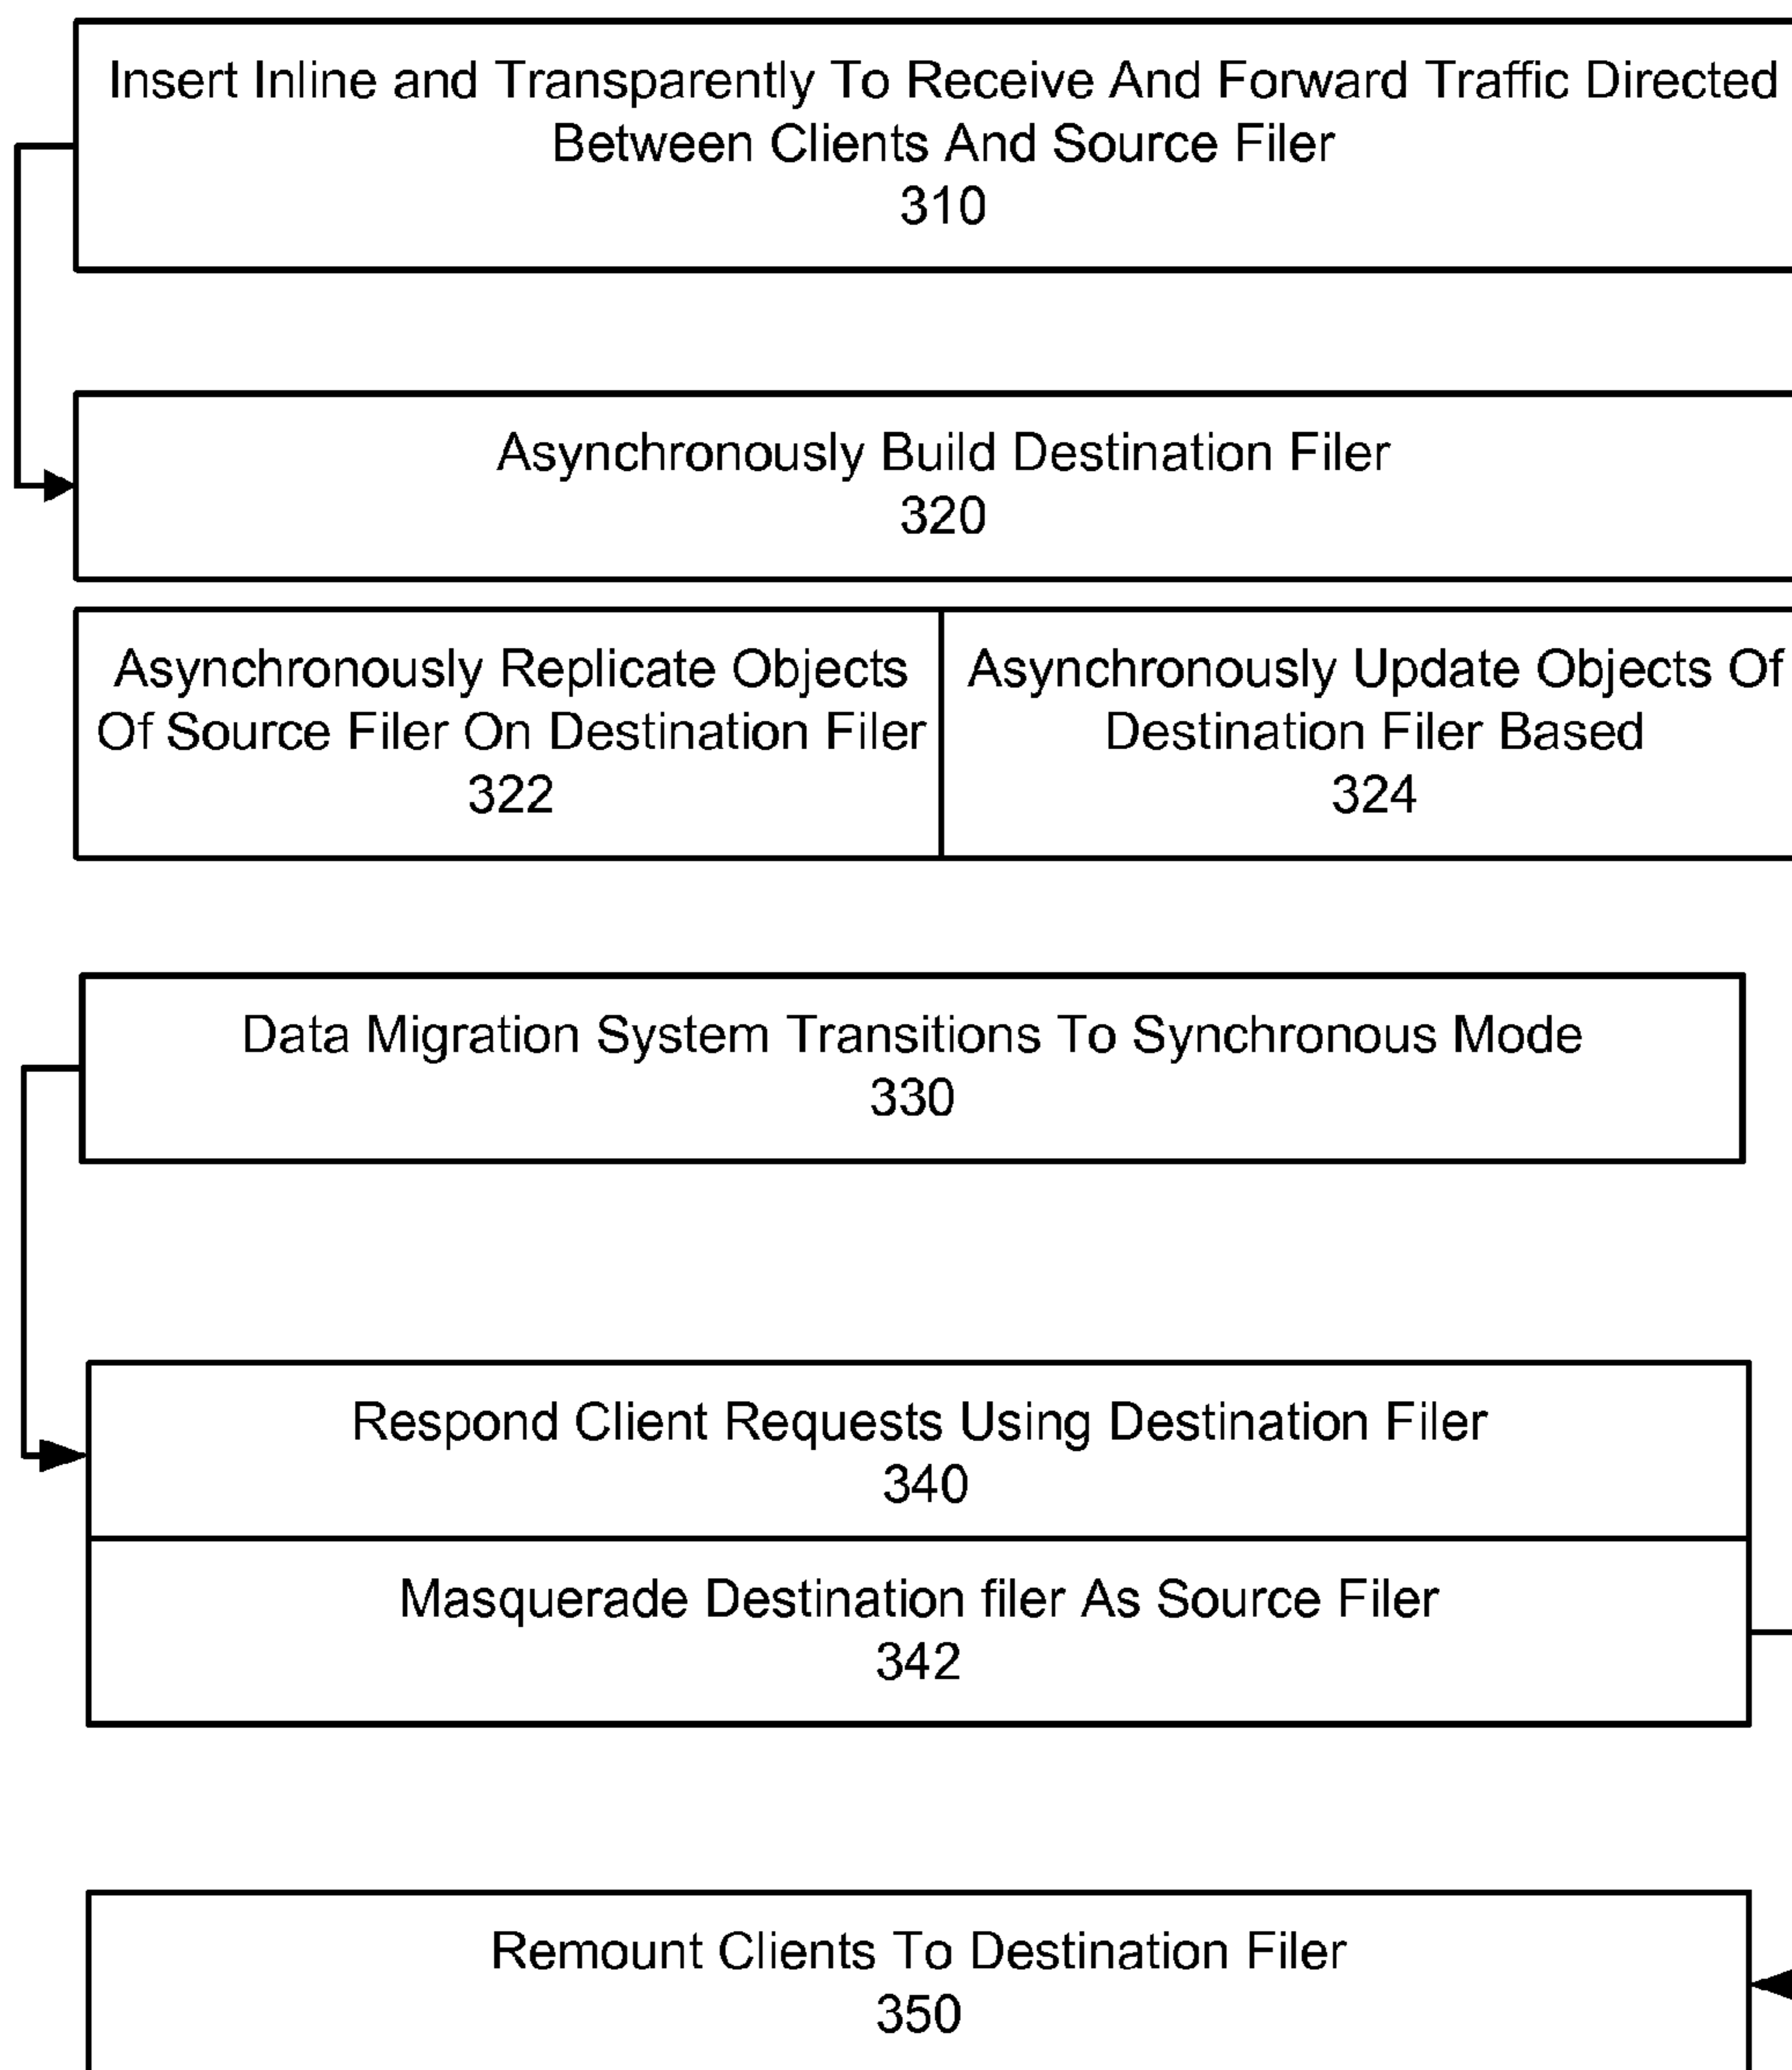 Insert Inline and Transparently To Receive And Forward Traffic Directed
Between Clients And Source Filer
310
Asynchronously Build Destination Filer
320
Asynchronously Replicate Objects
Of Source Filer On Destination Filer
322
Asynchronously Update Objects Of
Destination Filer Based
324
Data Migration System Transitions To Synchronous Mode
330
Respond Client Requests Using Destination Filer
340
Masquerade Destination filer As Source Filer
342
Remount Clients To Destination Filer
350